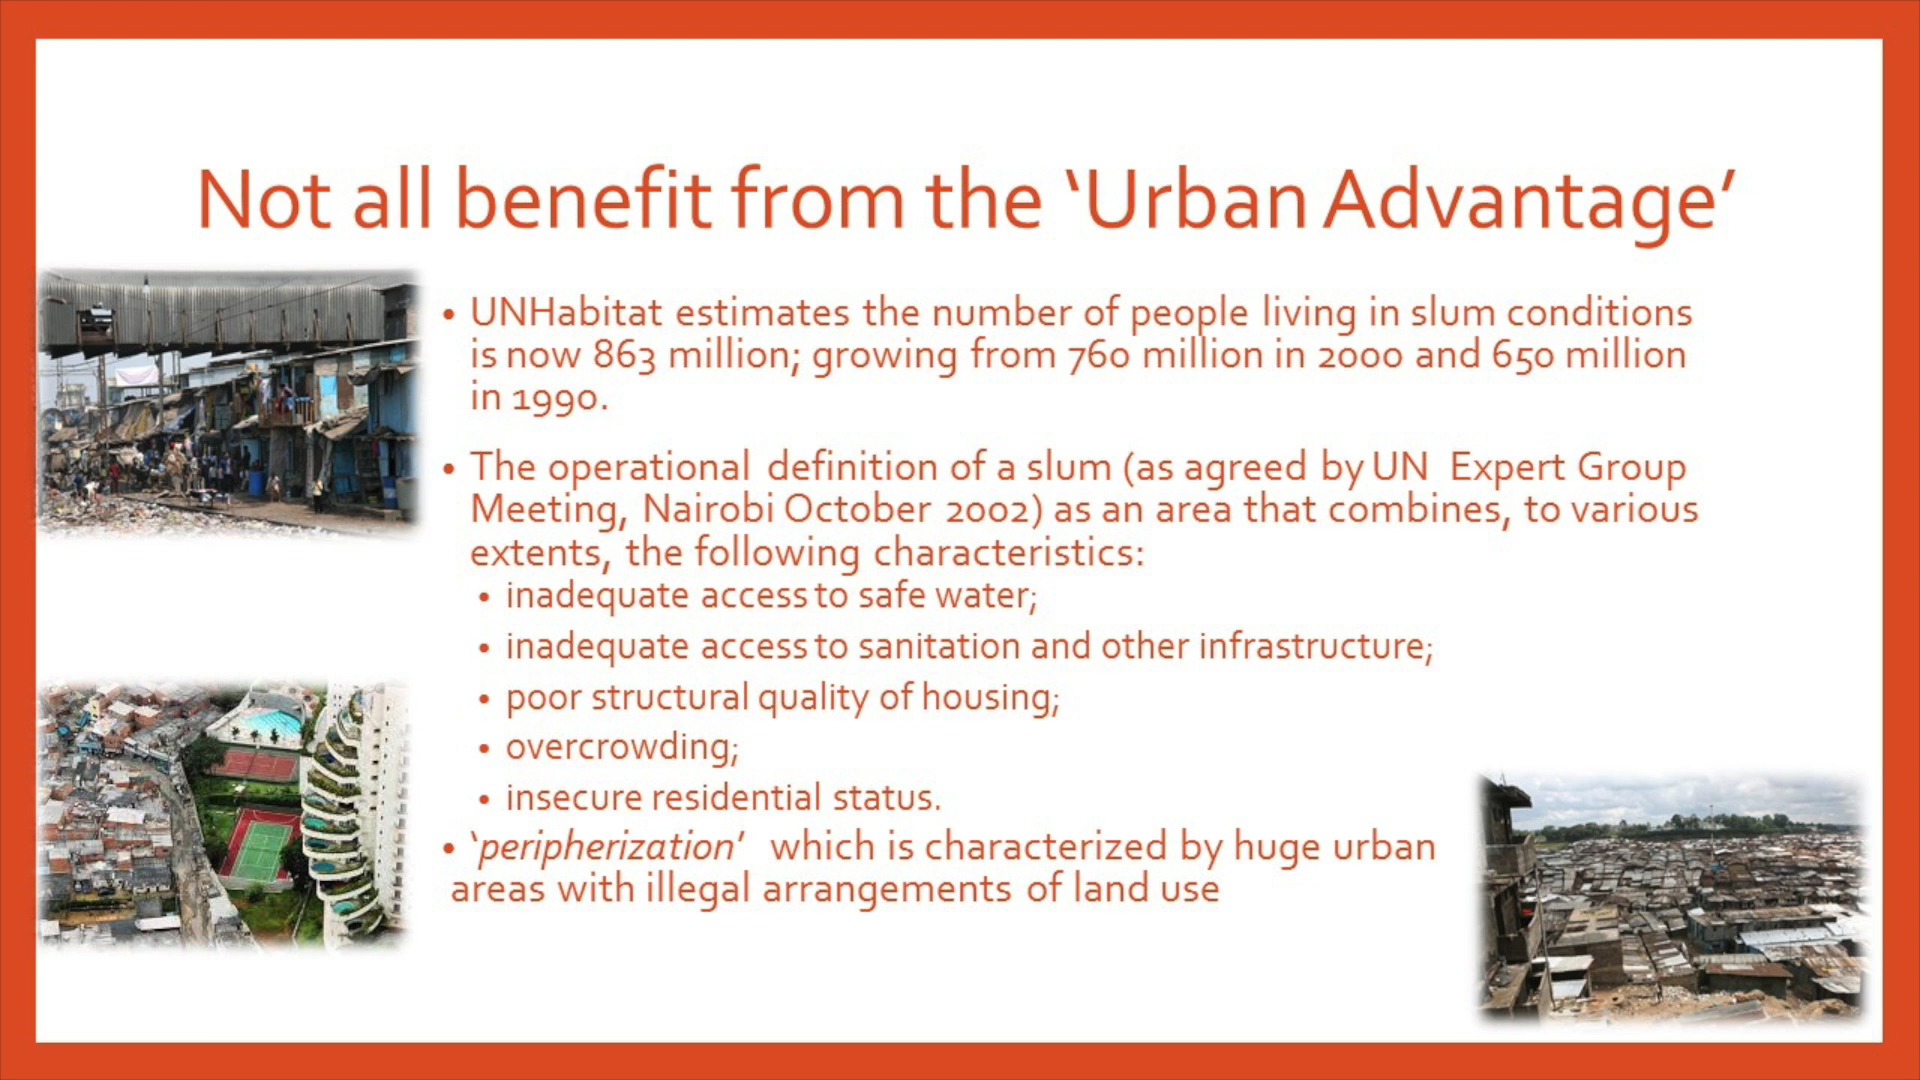 Not all benefit from the ‘Urban Advantage’
• UNHabitat estimates the number of people living in slum conditions
is now 863 million; growing from 760 million in 2000 and 650 million
in 1990.
• The operational definition of a slum (as agreed by UN Expert Group
Meeting, Nairobi October 2002) as an area that combines, to various
extents, the following characteristics:
• inadequate access to safe water;
• inadequate access to sanitation and other infrastructure;
• poor structural quality of housing;
• overcrowding;
• insecure residential status.
• ‘peripherization’ which is characterized by huge urban
areas with illegal arrangements of land use